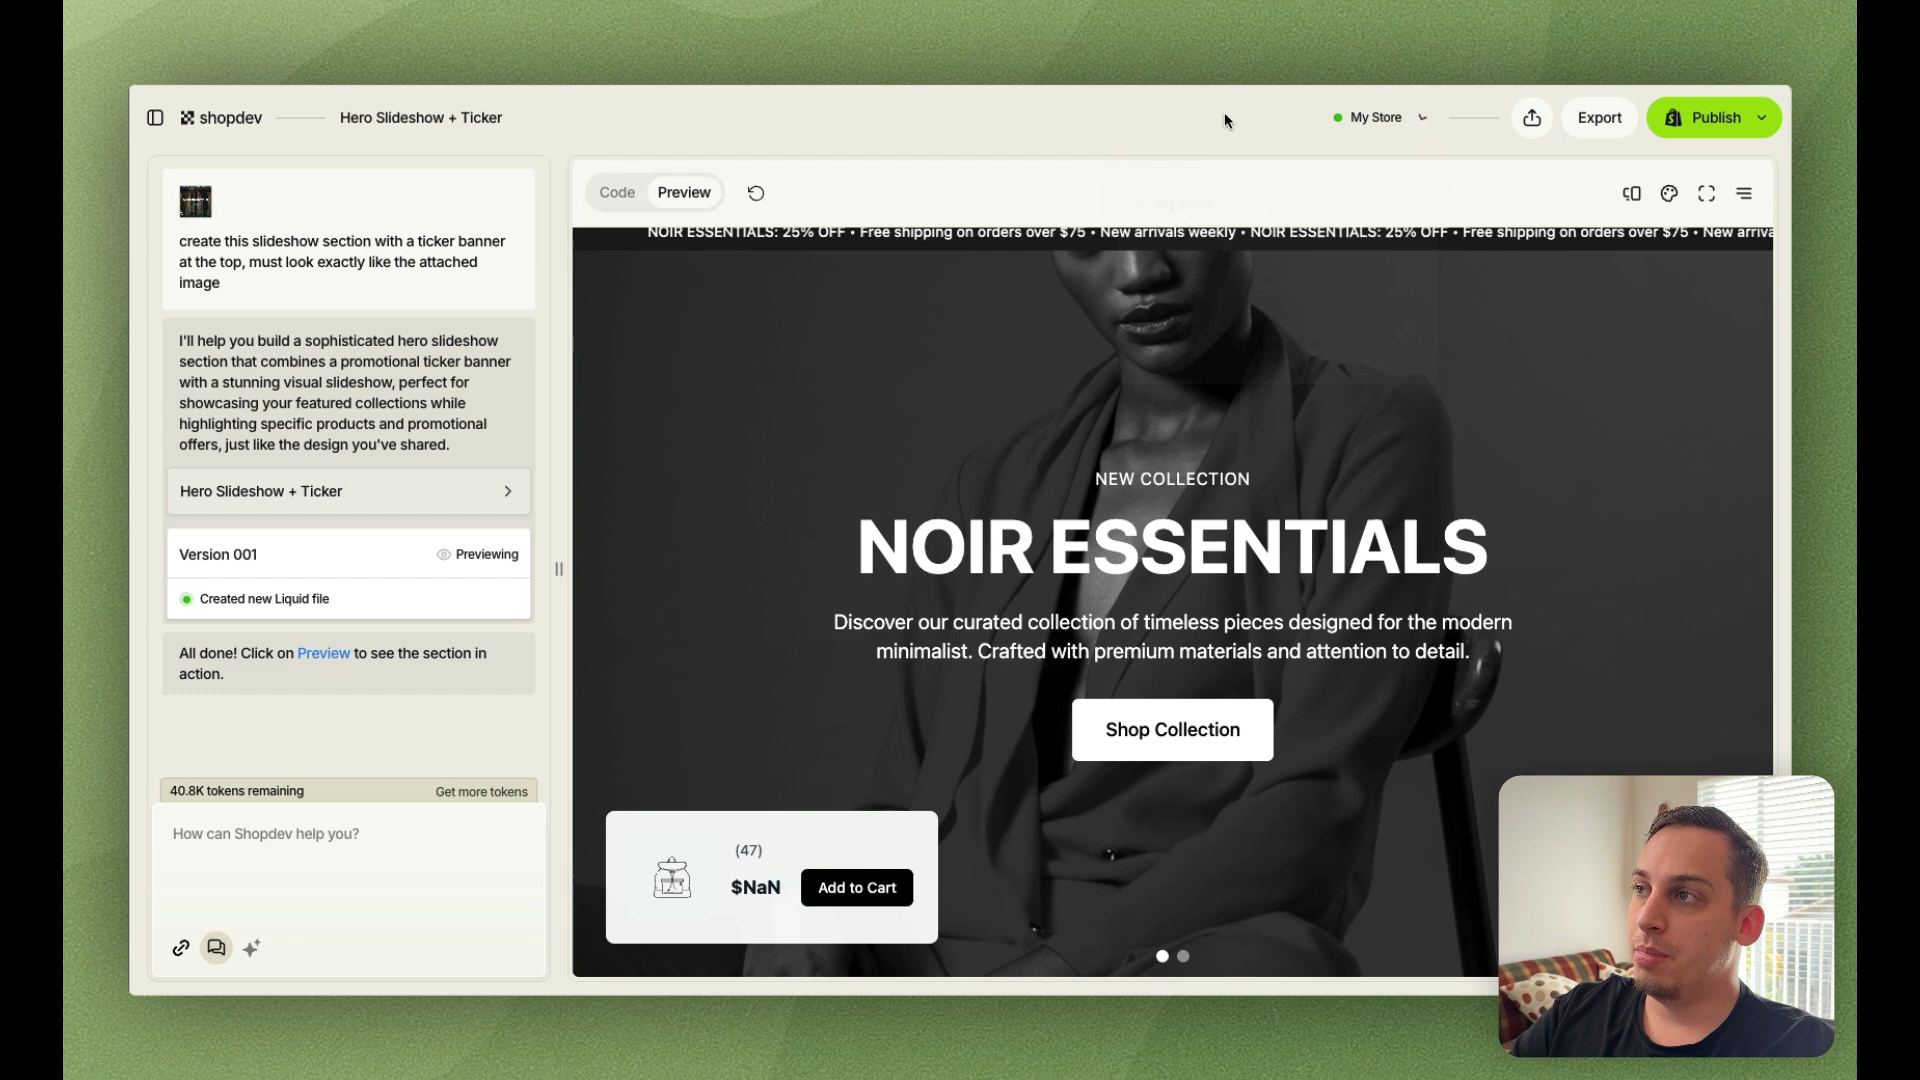 shopdev
Hero Slideshow + Ticker
My Store
Export
Publish
create this slideshow section with a ticker banner
at the top, must look exactly like the attached
image
I'll help you build a sophisticated hero slideshow
section that combines a promotional ticker banner
with a stunning visual slideshow, perfect for
showcasing your featured collections while
highlighting specific products and promotional
offers, just like the design you've shared.
Hero Slideshow + Ticker
Version 001
Previewing
Created new Liquid file
All done! Click on Preview to see the section in
action.
40.8K tokens remaining
Get more tokens
How can Shopdev help you?
Code
Preview
NOIR ESSENTIALS: 25% OFF • Free shipping on orders over $75 • New arrivals weekly • NOIR ESSENTIALS: 25% OFF • Free shipping on orders over $75 • New arriva
NEW COLLECTION
NOIR ESSENTIALS
Discover our curated collection of timeless pieces designed for the modern
minimalist. Crafted with premium materials and attention to detail.
Shop Collection
(47)
$NaN
Add to Cart